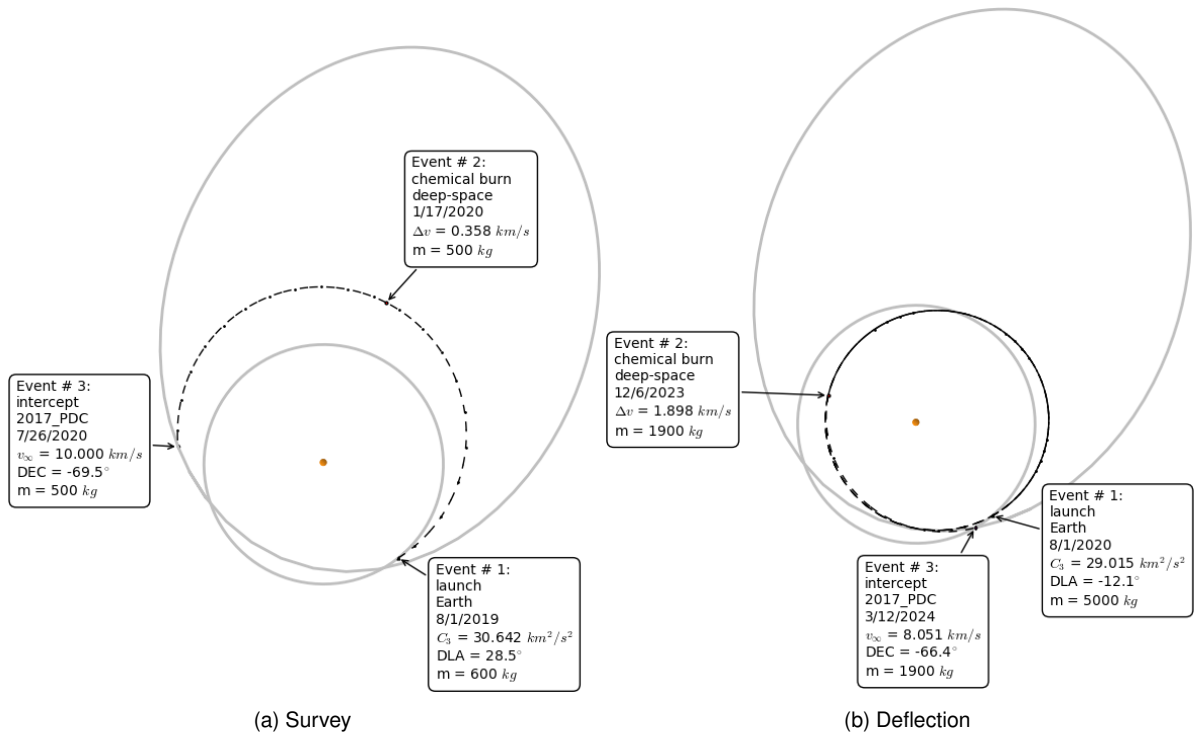 Event # 2:
chemical burn
deep-space
1/17/2020
Δv = 0.358 km/s
m = 500 kg
Event # 3:
intercept
2017_PDC
7/26/2020
v∞ = 10.000 km/s
DEC = -69.5°
m = 500 kg
Event # 1:
launch
Earth
8/1/2019
C₃ = 30.642 km²/s²
DLA = 28.5°
m = 600 kg
(a) Survey
Event # 2:
chemical burn
deep-space
12/6/2023
Δv = 1.898 km/s
m = 1900 kg
Event # 1:
launch
Earth
8/1/2020
C₃ = 29.015 km²/s²
DLA = -12.1°
m = 5000 kg
Event # 3:
intercept
2017_PDC
3/12/2024
v∞ = 8.051 km/s
DEC = -66.4°
m = 1900 kg
(b) Deflection